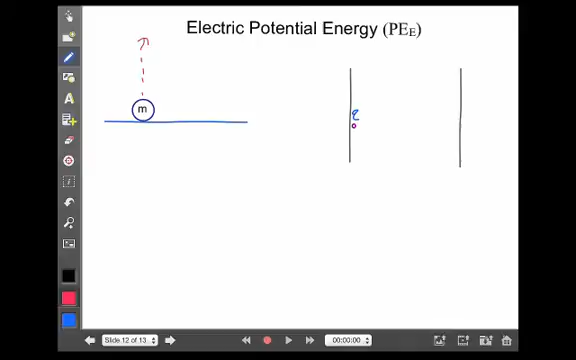 Electric Potential Energy (PEE)
m
q
A
Slide 12 of 13
00:00:00